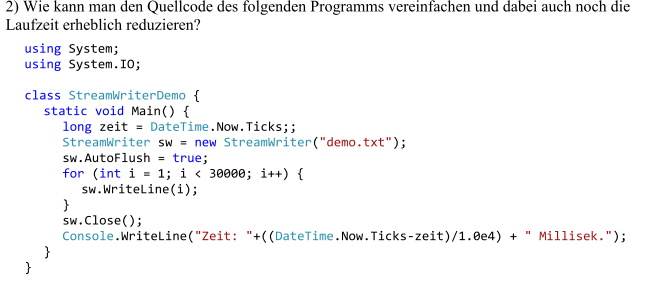 2) Wie kann man den Quellcode des folgenden Programms vereinfachen und dabei auch noch die
Laufzeit erheblich reduzieren?
using System;
using System.IO;
class StreamWriterDemo {
static void Main() {
long zeit = DateTime.Now.Ticks;;
StreamWriter sw = new StreamWriter("demo.txt");
sw.AutoFlush = true;
for (int i = 1; i < 30000; i++) {
sw.WriteLine(i);
}
sw.Close();
Console.WriteLine("Zeit: "+((DateTime.Now.Ticks-zeit)/1.0e4) + " Millisek.");
}
}